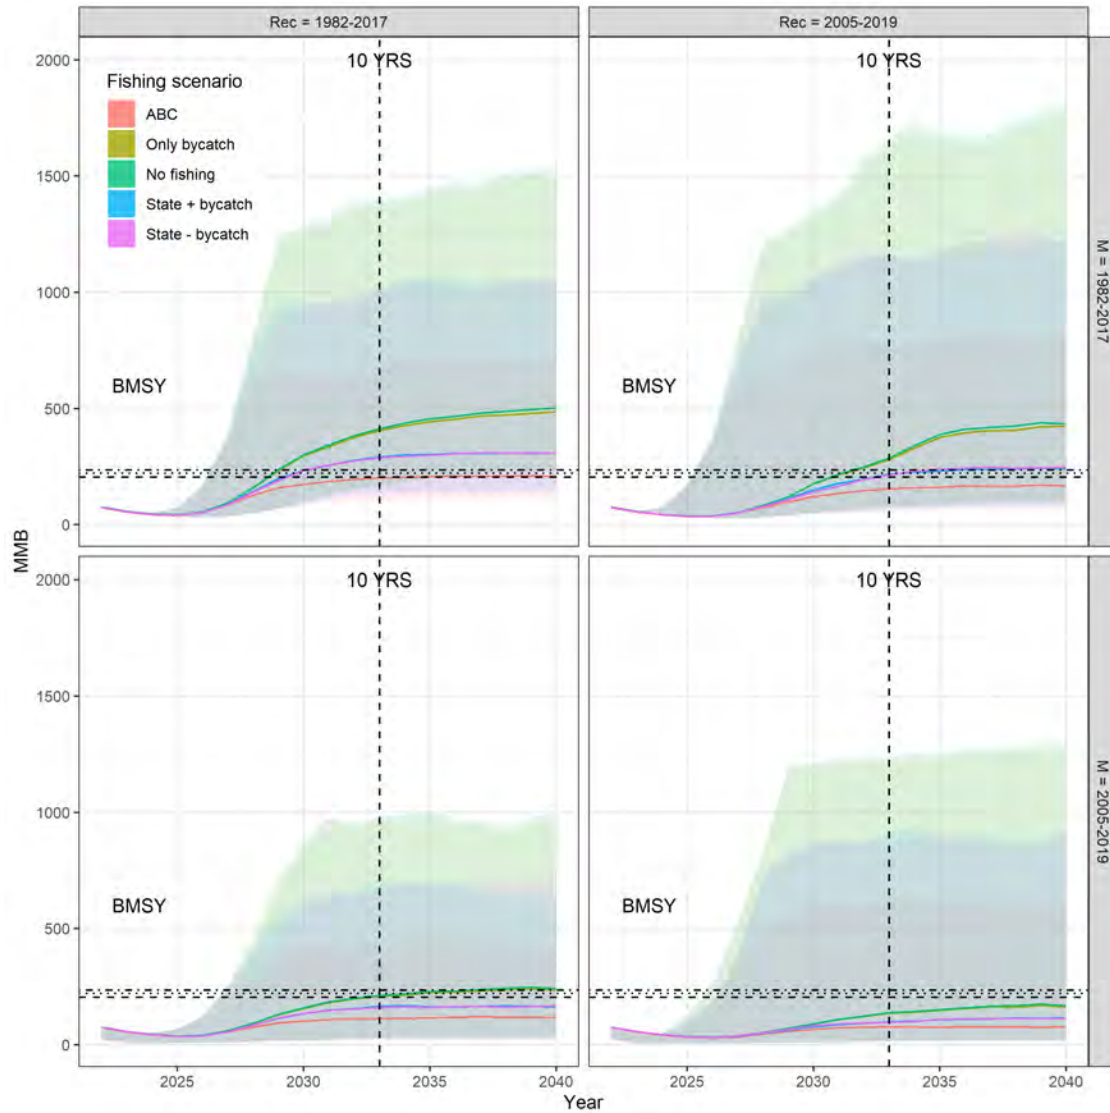 Rec = 1982-2017
Rec = 2005-2019
10 YRS
10 YRS
Fishing scenario
ABC
Only bycatch
No fishing
State + bycatch
State - bycatch
BMSY
BMSY
2000
1500
1000
500
0
M = 1982-2017
MMB
10 YRS
10 YRS
BMSY
BMSY
2000
1500
1000
500
0
M = 2005-2019
2025
2030
2035
2040
2025
2030
2035
2040
Year